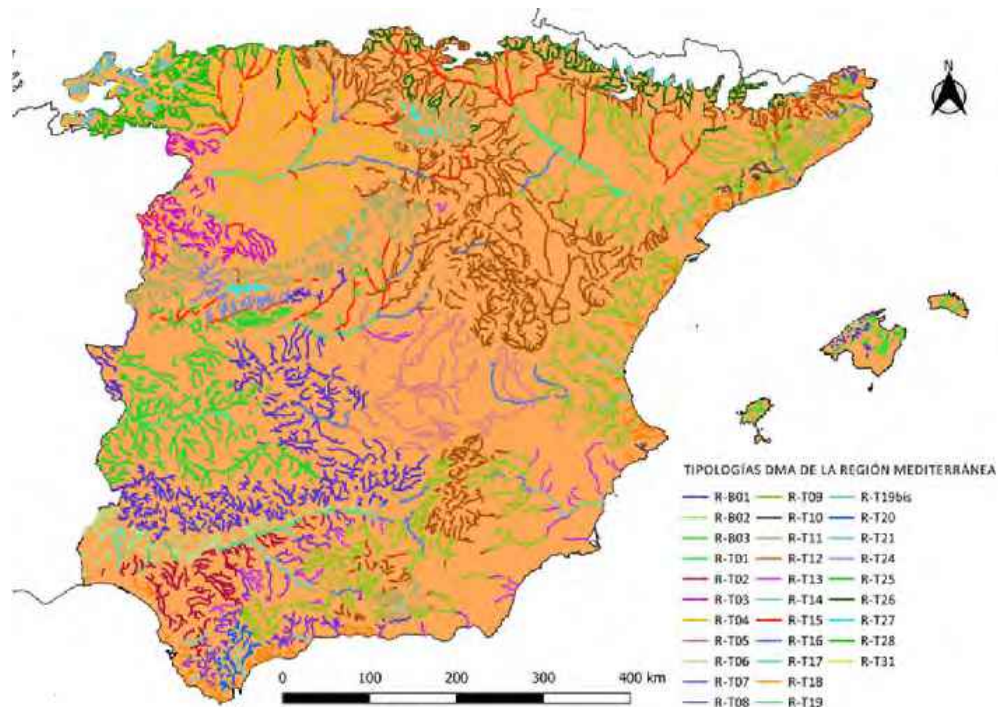 N
TIPOLOGÍAS DMA DE LA REGIÓN MEDITERRÁNEA
R-B01 R-T09 R-T19bis
R-B02 R-T10 R-T20
R-B03 R-T11 R-T21
R-T01 R-T12 R-T24
R-T02 R-T13 R-T25
R-T03 R-T14 R-T26
R-T04 R-T15 R-T27
R-T05 R-T16 R-T28
R-T06 R-T17 R-T31
R-T07 R-T18
R-T08 R-T19
0 100 200 300 400 km